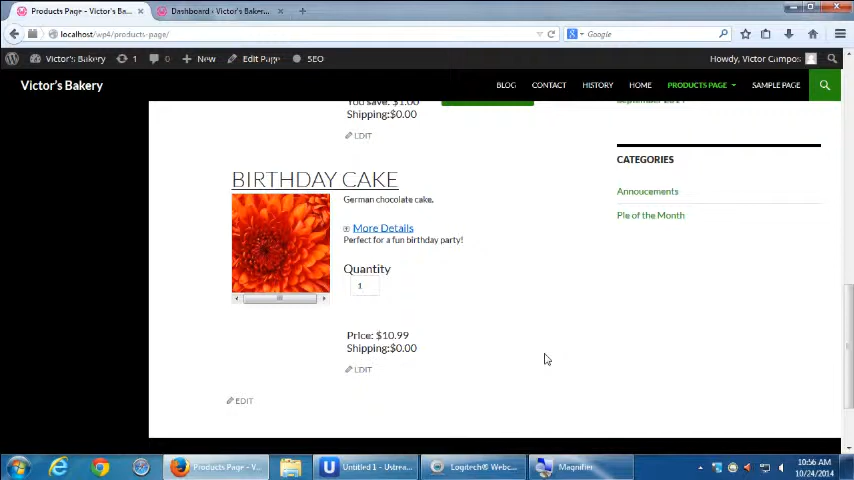 Products Page - Victor's Ba...
Dashboard ‹ Victor's Baker...
localhost/wp4/products-page/
Google
Victor's Bakery
1
0
New
Edit Page
SEO
Howdy, Victor Campos
Victor's Bakery
BLOG
CONTACT
HISTORY
HOME
PRODUCTS PAGE
SAMPLE PAGE
You save: $1.00
Shipping:$0.00
EDIT
CATEGORIES
Annoucements
Pie of the Month
BIRTHDAY CAKE
German chocolate cake.
More Details
Perfect for a fun birthday party!
Quantity
1
Price: $10.99
Shipping:$0.00
EDIT
EDIT
Products Page - V...
Untitled 1 - Ustrea...
Logitech® Webc...
Magnifier
10:56 AM
10/24/2014